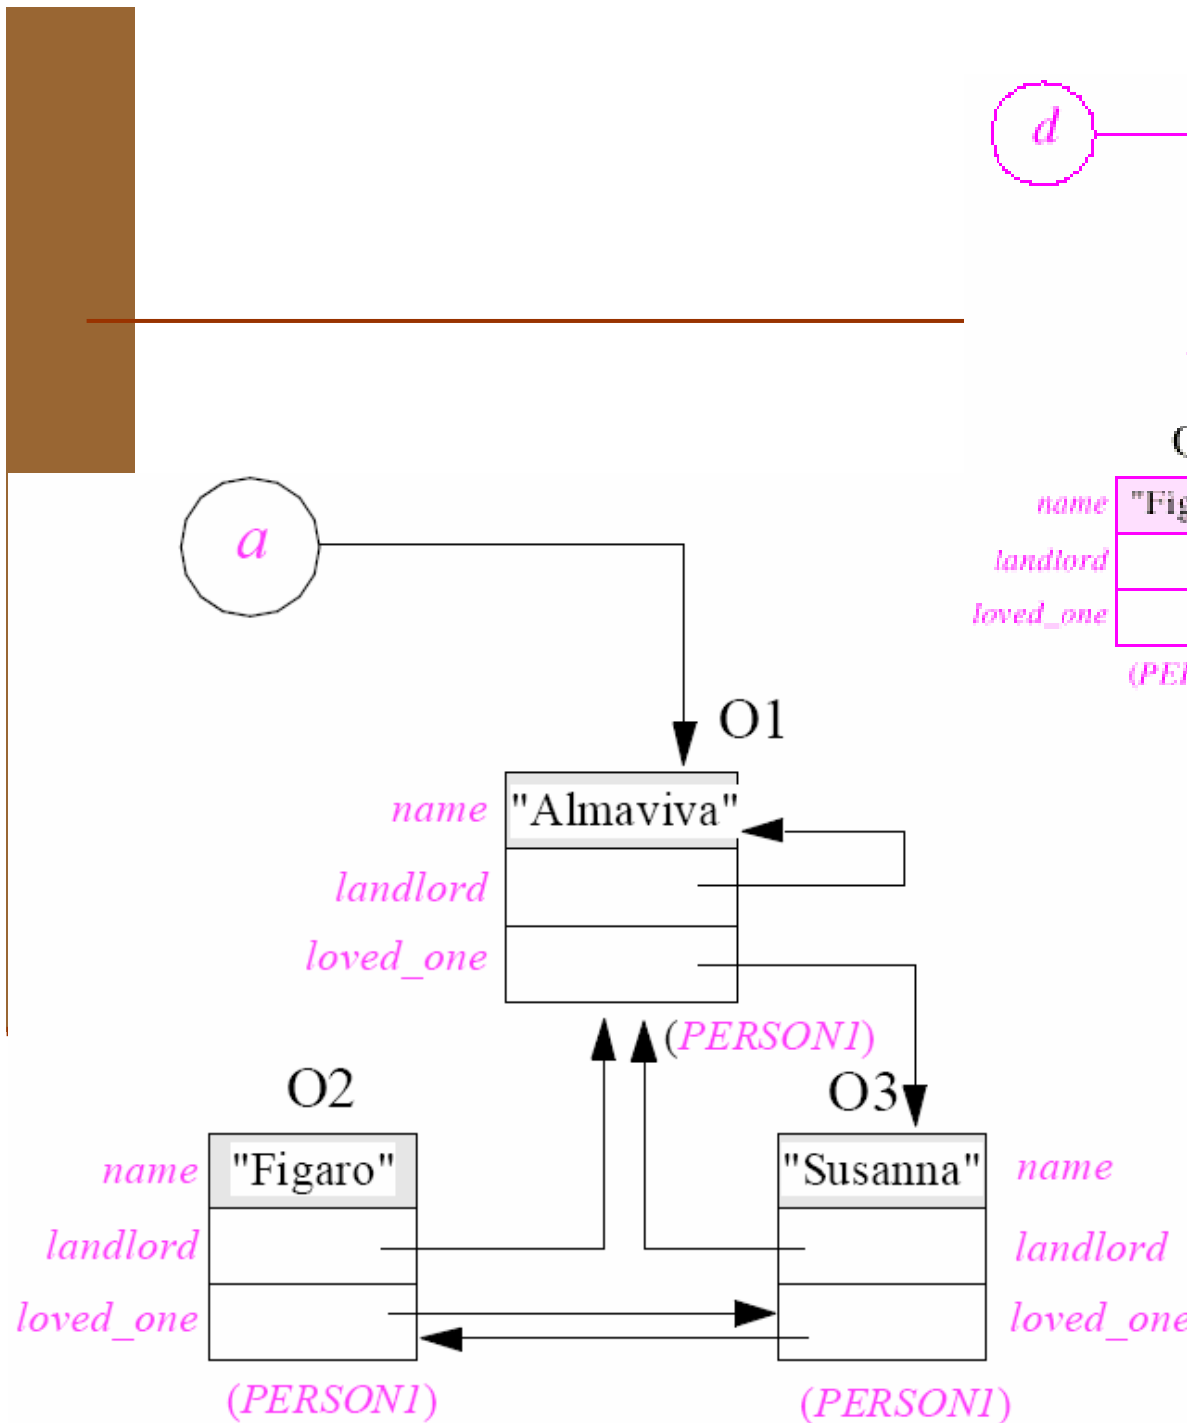 d
name
landlord
loved_one
a
O1
name "Almaviva"
landlord
loved_one
(PERSON1)
O2
O3
name "Figaro"
"Susanna" name
landlord
landlord
loved_one
loved_one
(PERSON1)
(PERSON1)